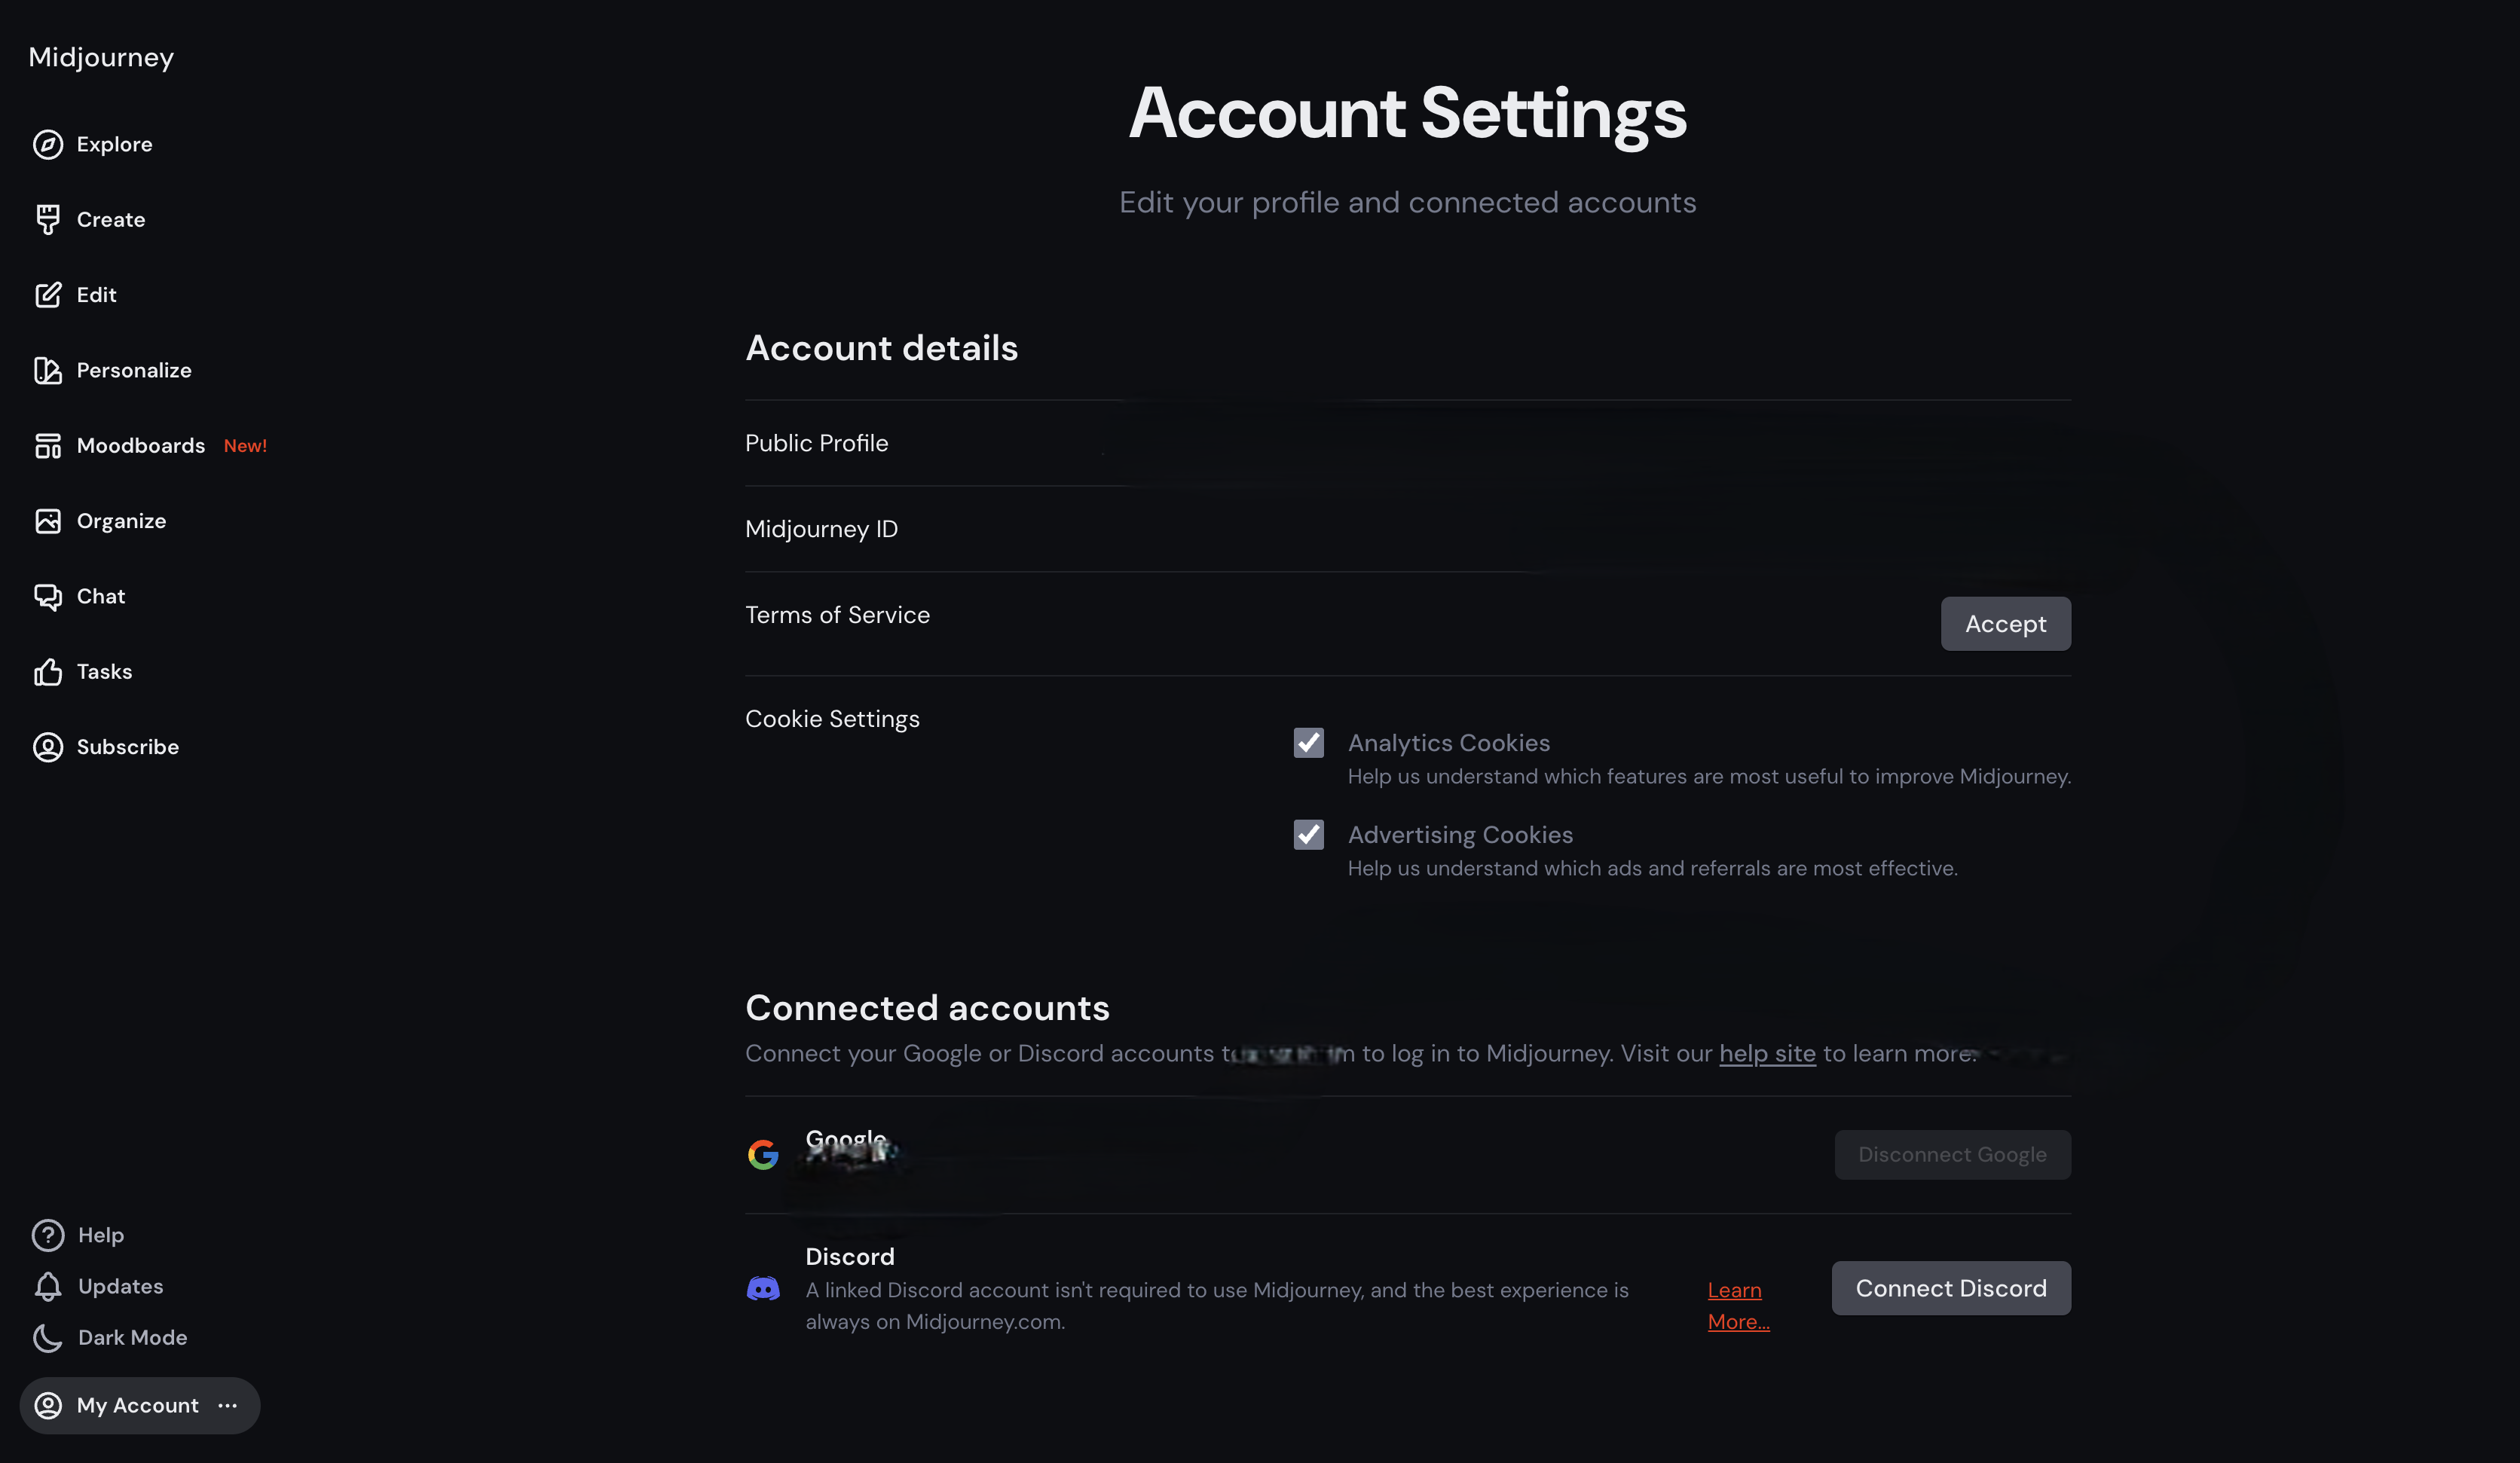 Midjourney
Explore
Create
Edit
Personalize
Moodboards New!
Organize
Chat
Tasks
Subscribe
Help
Updates
Dark Mode
My Account ...
Account Settings
Edit your profile and connected accounts
Account details
Public Profile
Midjourney ID
Terms of Service
Accept
Cookie Settings
Analytics Cookies
Help us understand which features are most useful to improve Midjourney.
Advertising Cookies
Help us understand which ads and referrals are most effective.
Connected accounts
Connect your Google or Discord accounts to log in to Midjourney. Visit our help site to learn more.
Google
Disconnect Google
Discord
A linked Discord account isn't required to use Midjourney, and the best experience is
always on Midjourney.com.
Learn
More...
Connect Discord